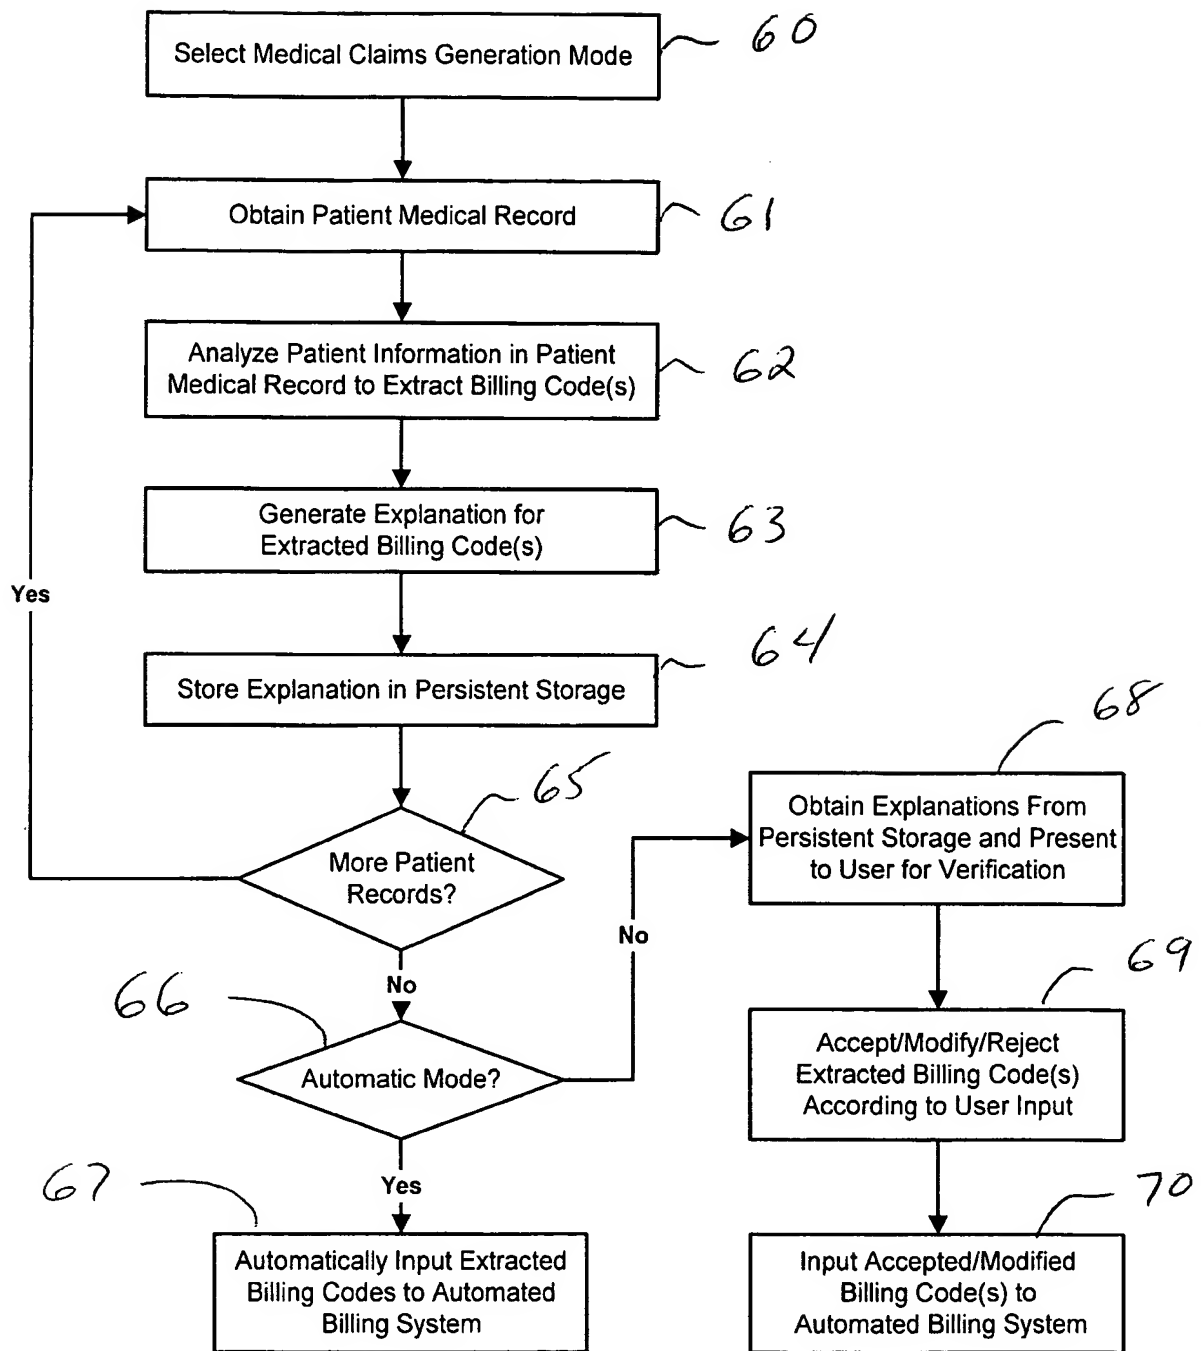 Select Medical Claims Generation Mode
60
Obtain Patient Medical Record
61
Analyze Patient Information in Patient
Medical Record to Extract Billing Code(s)
62
Generate Explanation for
Extracted Billing Code(s)
63
Yes
Store Explanation in Persistent Storage
64
65
More Patient
Records?
No
66
Automatic Mode?
No
Yes
67
Automatically Input Extracted
Billing Codes to Automated
Billing System
68
Obtain Explanations From
Persistent Storage and Present
to User for Verification
69
Accept/Modify/Reject
Extracted Billing Code(s)
According to User Input
70
Input Accepted/Modified
Billing Code(s) to
Automated Billing System